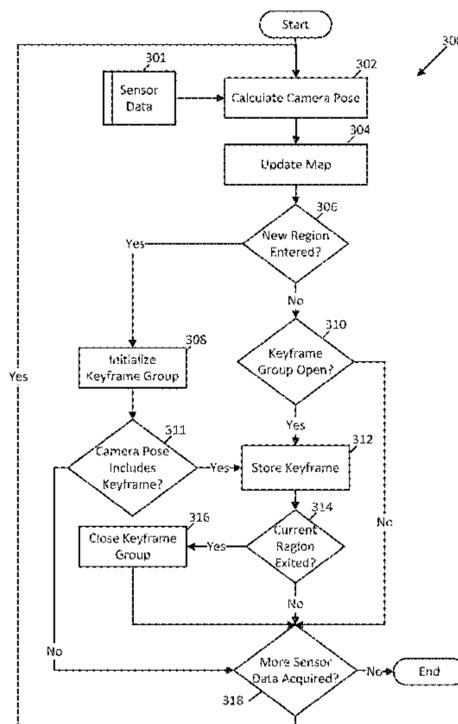 Start
300
301
302
Sensor
Data
Calculate Camera Pose
304
Update Map
306
New Region
Entered?
Yes
No
308
310
Initialize
Keyframe Group
Keyframe
Group Open?
Yes
311
Yes
312
Camera Pose
Includes
Keyframe?
Yes
Store Keyframe
316
314
Close Keyframe
Group
Yes
Current
Region
Exited?
No
No
No
More Sensor
Data Acquired?
No
End
318